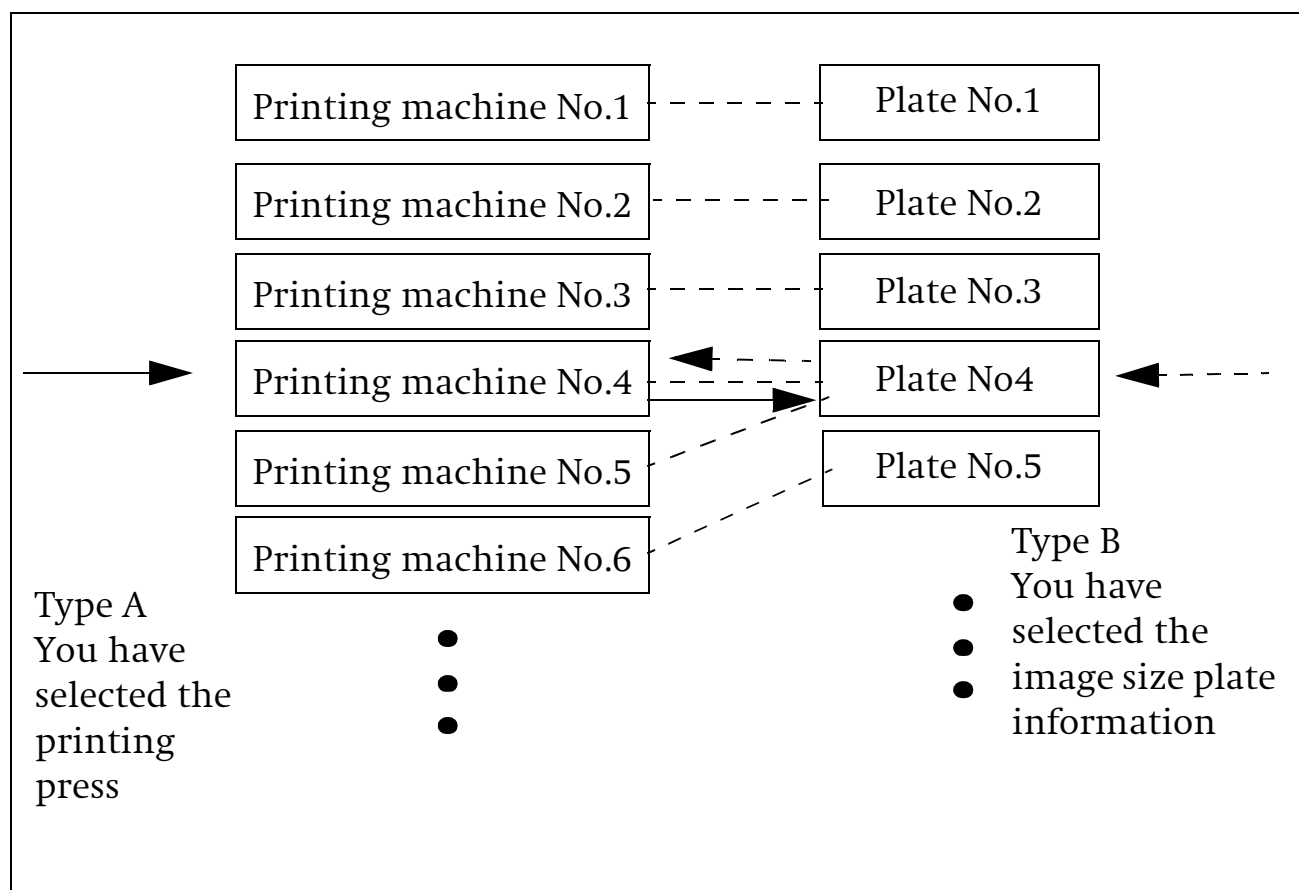 Printing machine No.1
Plate No.1
Printing machine No.2
Plate No.2
Printing machine No.3
Plate No.3
Printing machine No.4
Plate No4
Printing machine No.5
Plate No.5
Printing machine No.6
Type A
You have
selected the
printing
press
Type B
You have
selected the
image size plate
information